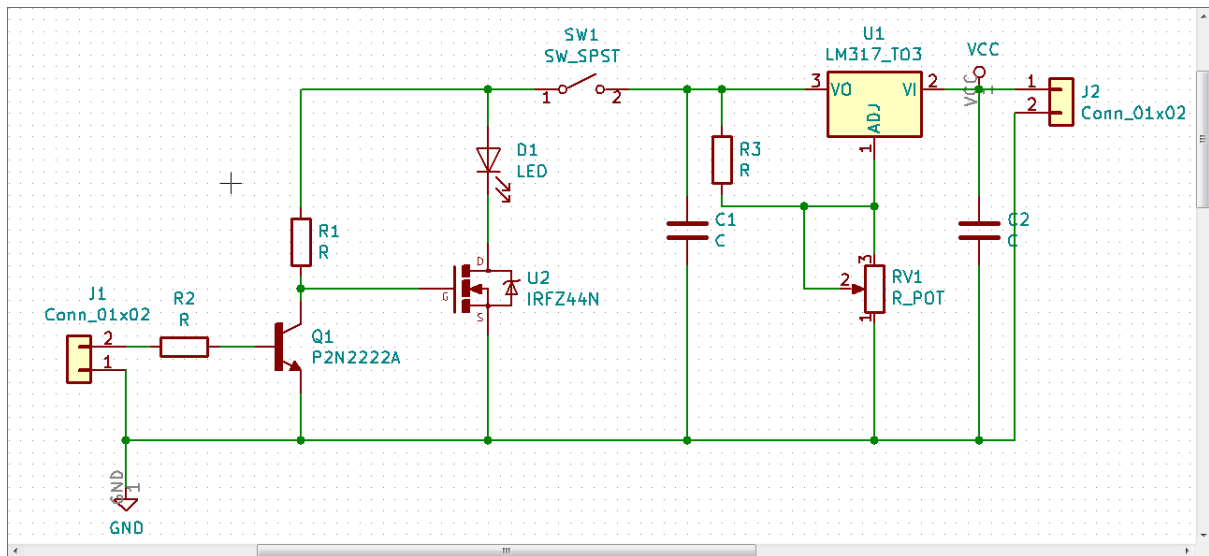 SW1
SW_SPST
1
2
U1
LM317_TO3
3
VO
VI
2
ADJ
1
VCC
VCC
1
1
2
J2
Conn_01x02
D1
LED
R3
R
C1
C
C2
C
R1
R
D
G
S
U2
IRFZ44N
3
2
1
RV1
R_POT
J1
Conn_01x02
2
1
R2
R
Q1
P2N2222A
GND
1
GND